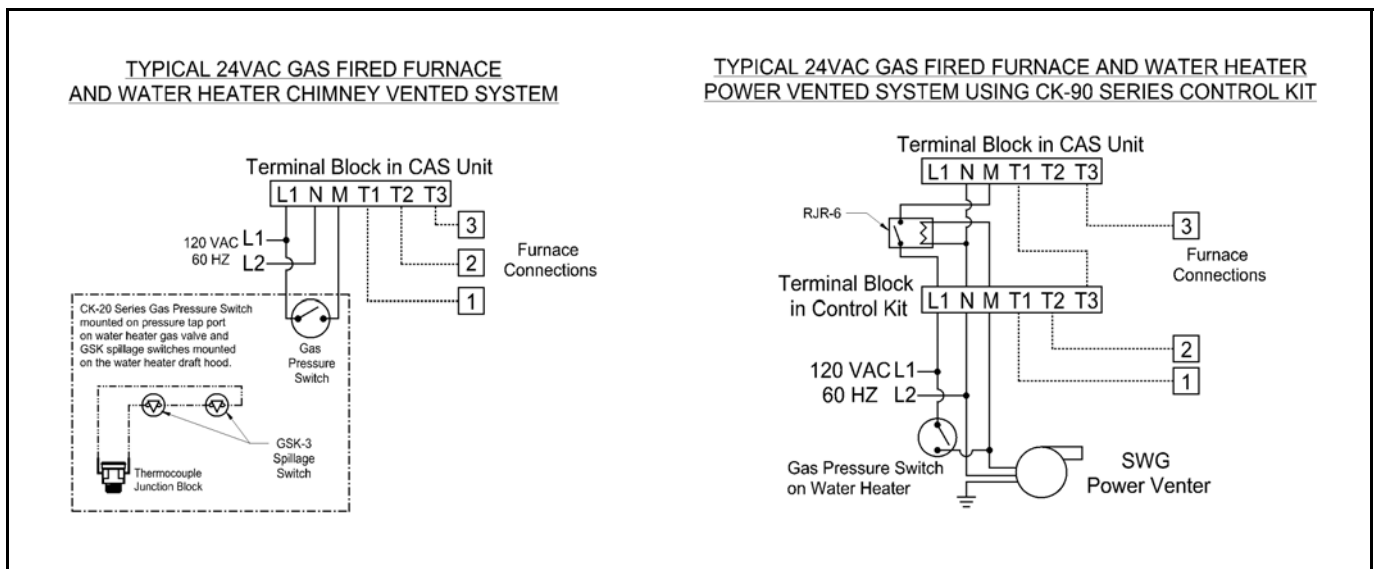 TYPICAL 24VAC GAS FIRED FURNACE
AND WATER HEATER CHIMNEY VENTED SYSTEM
Terminal Block in CAS Unit
L1 N M T1 T2 T3
120 VAC L1
60 HZ L2
3
2
1
Furnace
Connections
CK-20 Series Gas Pressure Switch
mounted on pressure tap port
on water heater gas valve and
GSK spillage switches mounted
on the water heater draft hood.
Gas
Pressure
Switch
GSK-3
Spillage
Switch
Thermocouple
Junction Block
TYPICAL 24VAC GAS FIRED FURNACE AND WATER HEATER
POWER VENTED SYSTEM USING CK-90 SERIES CONTROL KIT
Terminal Block in CAS Unit
L1 N M T1 T2 T3
RJR-6
3
Furnace
Connections
Terminal Block
in Control Kit
L1 N M T1 T2 T3
2
1
120 VAC L1
60 HZ L2
Gas Pressure Switch
on Water Heater
SWG
Power Venter